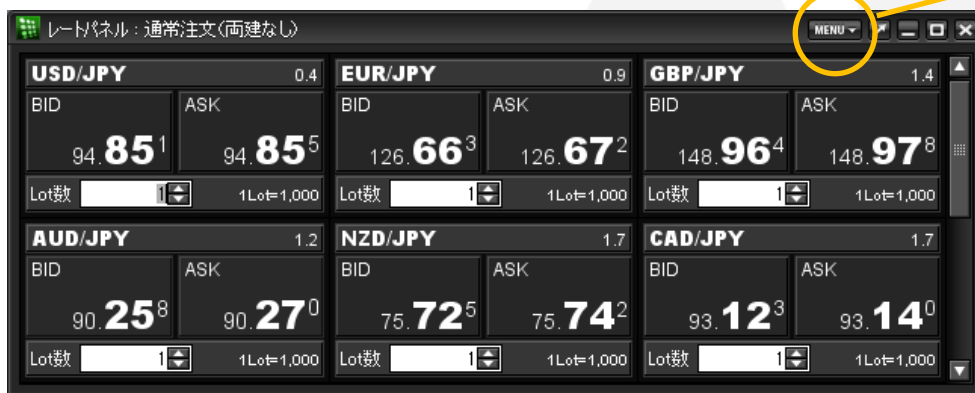 レートパネル:通常注文(両建なし) MENU
USD/JPY 0.4 EUR/JPY 0.9 GBP/JPY 1.4
BID ASK BID ASK BID ASK
94.851 94.855 126.663 126.672 148.964 148.978
Lot数 1 1Lot=1,000 Lot数 1 1Lot=1,000 Lot数 1 1Lot=1,000
AUD/JPY 1.2 NZD/JPY 1.7 CAD/JPY 1.7
BID ASK BID ASK BID ASK
90.258 90.270 75.725 75.742 93.123 93.140
Lot数 1 1Lot=1,000 Lot数 1 1Lot=1,000 Lot数 1 1Lot=1,000